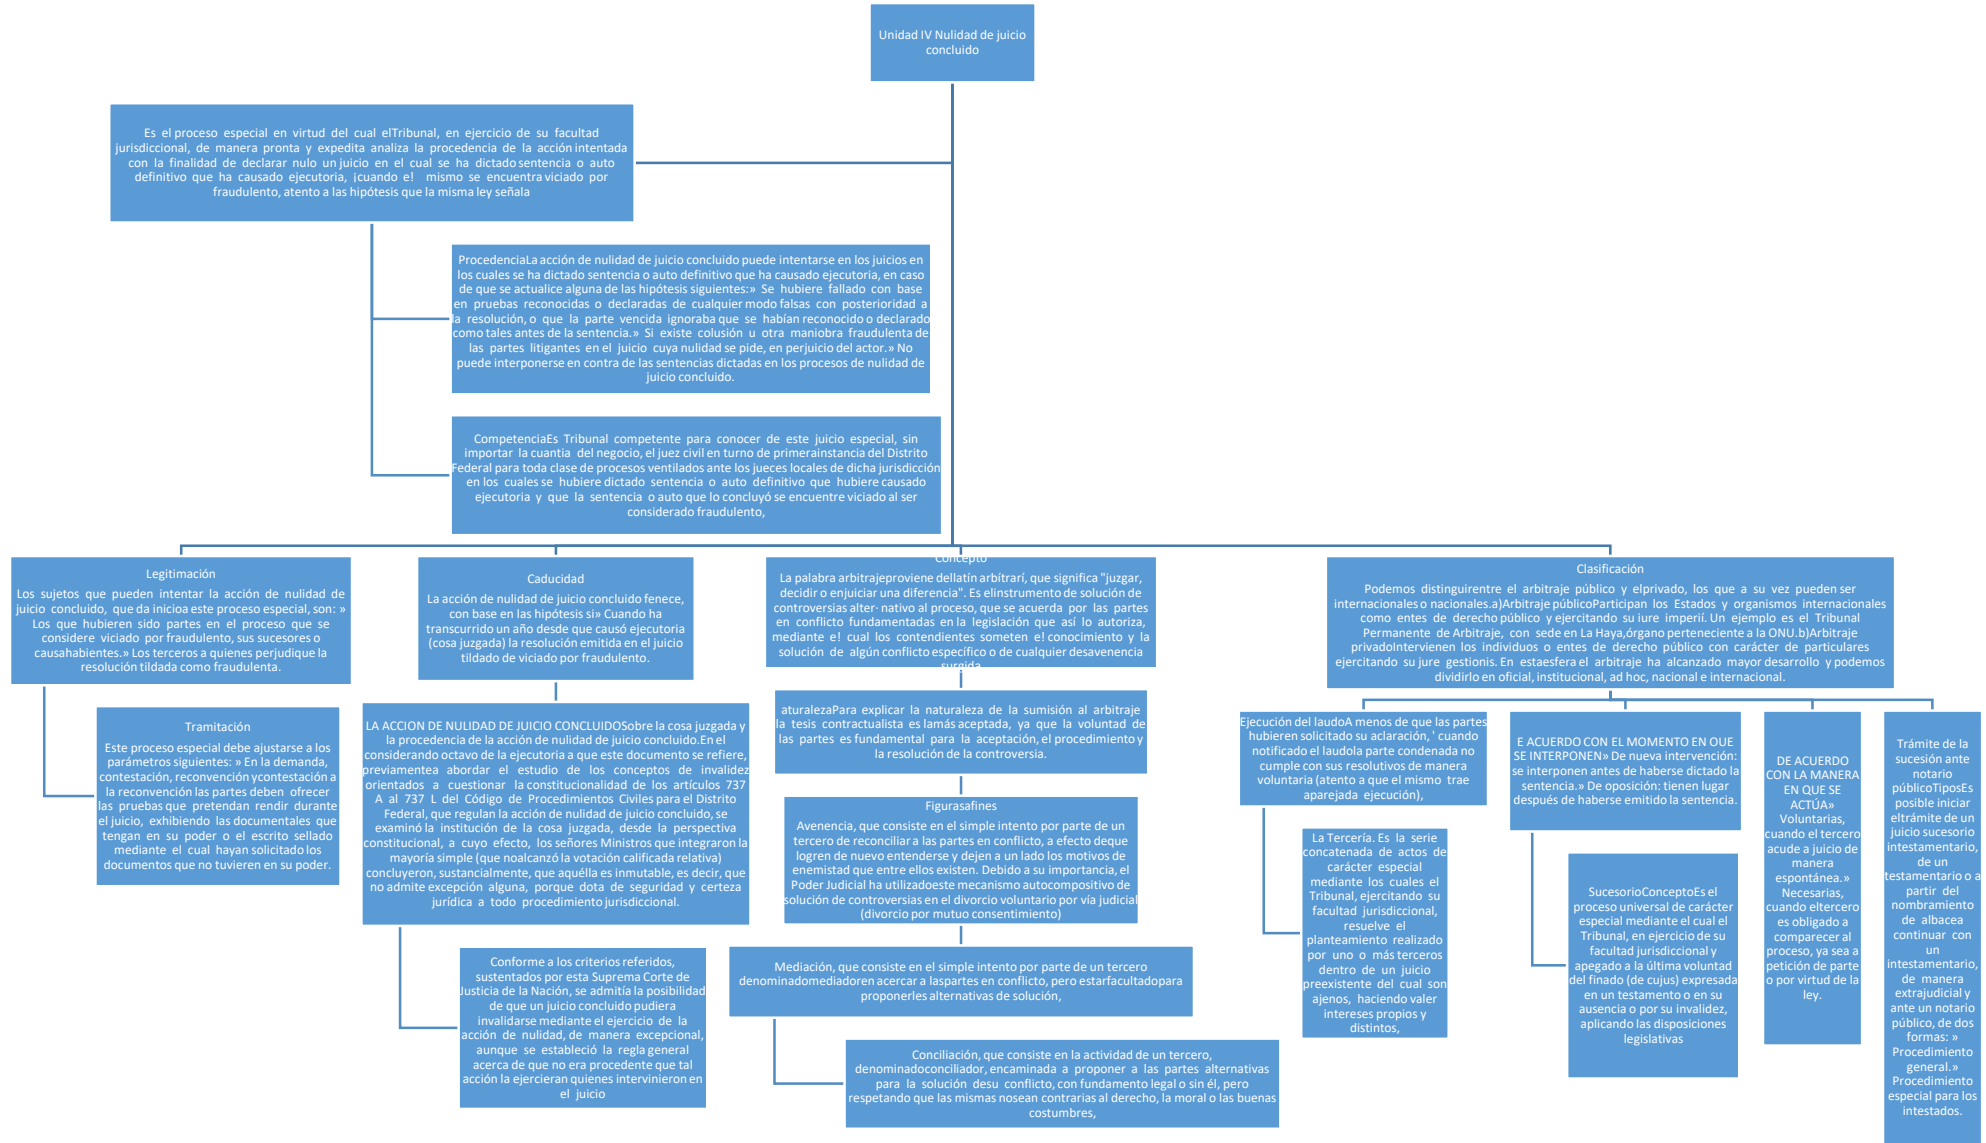 Unidad IV Nulidad de juicio
concluido
Es el proceso especial en virtud del cual elTribunal, en ejercicio de su facultad
jurisdiccional, de manera pronta y expedita analiza la procedencia de la acción intentada
con la finalidad de declarar nulo un juicio en el cual se ha dictado sentencia o auto
definitivo que ha causado ejecutoria, ¡cuando e! mismo se encuentra viciado por
fraudulento, atento a las hipótesis que la misma ley señala
ProcedenciaLa acción de nulidad de juicio concluido puede intentarse en los juicios en
los cuales se ha dictado sentencia o auto definitivo que ha causado ejecutoria, en caso
de que se actualice alguna de las hipótesis siguientes:» Se hubiere fallado con base
en pruebas reconocidas o declaradas de cualquier modo falsas con posterioridad a
la resolución, o que la parte vencida ignoraba que se habían reconocido o declarado
como tales antes de la sentencia.» Si existe colusión u otra maniobra fraudulenta de
las partes litigantes en el juicio cuya nulidad se pide, en perjuicio del actor.» No
puede interponerse en contra de las sentencias dictadas en los procesos de nulidad de
juicio concluido.
CompetenciaEs Tribunal competente para conocer de este juicio especial, sin
importar la cuantia del negocio, el juez civil en turno de primerainstancia del Distrito
Federal para toda clase de procesos ventilados ante los jueces locales de dicha jurisdicción
en los cuales se hubiere dictado sentencia o auto definitivo que hubiere causado
ejecutoria y que la sentencia o auto que lo concluyó se encuentre viciado al ser
considerado fraudulento,
Legitimación
Los sujetos que pueden intentar la acción de nulidad de
juicio concluido, que da inicioa este proceso especial, son: »
Los que hubieren sido partes en el proceso que se
considere viciado por fraudulento, sus sucesores o
causahabientes.» Los terceros a quienes perjudique la
resolución tildada como fraudulenta.
Tramitación
Este proceso especial debe ajustarse a los
parámetros siguientes: » En la demanda,
contestación, reconvención ycontestación a
la reconvención las partes deben ofrecer
las pruebas que pretendan rendir durante
el juicio, exhibiendo las documentales que
tengan en su poder o el escrito sellado
mediante el cual hayan solicitado los
documentos que no tuvieren en su poder.
Caducidad
La acción de nulidad de juicio concluido fenece,
con base en las hipótesis si» Cuando ha
transcurrido un año desde que causó ejecutoria
(cosa juzgada) la resolución emitida en el juicio
tildado de viciado por fraudulento.
LA ACCION DE NULIDAD DE JUICIO CONCLUIDOSobre la cosa juzgada y
la procedencia de la acción de nulidad de juicio concluido.En el
considerando octavo de la ejecutoria a que este documento se refiere,
previamentea abordar el estudio de los conceptos de invalidez
orientados a cuestionar la constitucionalidad de los artículos 737
A al 737 L del Código de Procedimientos Civiles para el Distrito
Federal, que regulan la acción de nulidad de juicio concluido, se
examinó la institución de la cosa juzgada, desde la perspectiva
constitucional, a cuyo efecto, los señores Ministros que integraron la
mayoría simple (que noalcanzó la votación calificada relativa)
concluyeron, sustancialmente, que aquélla es inmutable, es decir, que
no admite excepción alguna, porque dota de seguridad y certeza
jurídica a todo procedimiento jurisdiccional.
Conforme a los criterios referidos,
sustentados por esta Suprema Corte de
Justicia de la Nación, se admitía la posibilidad
de que un juicio concluido pudiera
invalidarse mediante el ejercicio de la
acción de nulidad, de manera excepcional,
aunque se estableció la regla general
acerca de que no era procedente que tal
acción la ejercieran quienes intervinieron en
el juicio
Concepto
La palabra arbitrajeproviene dellatín arbítrarí, que significa "juzgar,
decidir o enjuiciar una diferencia". Es elinstrumento de solución de
controversias alter· nativo al proceso, que se acuerda por las partes
en conflicto fundamentadas en la legislación que así lo autoriza,
mediante e! cual los contendientes someten e! conocimiento y la
solución de algún conflicto específico o de cualquier desavenencia
surgida
aturalezaPara explicar la naturaleza de la sumisión al arbitraje
la tesis contractualista es lamás aceptada, ya que la voluntad de
las partes es fundamental para la aceptación, el procedimiento y
la resolución de la controversia.
Figurasafines
Avenencia, que consiste en el simple intento por parte de un
tercero de reconciliar a las partes en conflicto, a efecto deque
logren de nuevo entenderse y dejen a un lado los motivos de
enemistad que entre ellos existen. Debido a su importancia, el
Poder Judicial ha utilizadoeste mecanismo autocompositivo de
solución de controversias en el divorcio voluntario por vía judicial
(divorcio por mutuo consentimiento)
Mediación, que consiste en el simple intento por parte de un tercero
denominadomediadoren acercar a laspartes en conflicto, pero estarfacultadopara
proponerles alternativas de solución,
Conciliación, que consiste en la actividad de un tercero,
denominadoconciliador, encaminada a proponer a las partes alternativas
para la solución desu conflicto, con fundamento legal o sin él, pero
respetando que las mismas nosean contrarias al derecho, la moral o las buenas
costumbres,
Clasificación
Podemos distinguirentre el arbitraje público y elprivado, los que a su vez pueden ser
internacionales o nacionales.a)Arbitraje públicoParticipan los Estados y organismos internacionales
como entes de derecho público y ejercitando su iure imperií. Un ejemplo es el Tribunal
Permanente de Arbitraje, con sede en La Haya,órgano perteneciente a la ONU.b)Arbitraje
privadoIntervienen los individuos o entes de derecho público con carácter de particulares
ejercitando su jure gestionis. En estaesfera el arbitraje ha alcanzado mayor desarrollo y podemos
dividirlo en oficial, institucional, ad hoc, nacional e internacional.
Ejecución del laudoA menos de que las partes
hubieren solicitado su aclaración, ' cuando
notificado el laudola parte condenada no
cumple con sus resolutivos de manera
voluntaria (atento a que el mismo trae
aparejada ejecución),
La Tercería. Es la serie
concatenada de actos de
carácter especial
mediante los cuales el
Tribunal, ejercitando su
facultad jurisdiccional,
resuelve el
planteamiento realizado
por uno o más terceros
dentro de un juicio
preexistente del cual son
ajenos, haciendo valer
intereses propios y
distintos,
E ACUERDO CON EL MOMENTO EN OUE
SE INTERPONEN» De nueva intervención:
se interponen antes de haberse dictado la
sentencia.» De oposición: tienen lugar
después de haberse emitido la sentencia.
SucesorioConceptoEs el
proceso universal de carácter
especial mediante el cual el
Tribunal, en ejercicio de su
facultad jurisdiccional y
apegado a la última voluntad
del finado (de cujus) expresada
en un testamento o en su
ausencia o por su invalidez,
aplicando las disposiciones
legislativas
DE ACUERDO
CON LA MANERA
EN QUE SE
ACTÚA»
Voluntarias,
cuando el tercero
acude a juicio de
manera
espontánea.»
Necesarias,
cuando eltercero
es obligado a
comparecer al
proceso, ya sea a
petición de parte
o por virtud de la
ley.
Trámite de la
sucesión ante
notario
públicoTiposEs
posible iniciar
eltrámite de un
juicio sucesorio
intestamentario,
de un
testamentario o a
partir del
nombramiento
de albacea
continuar con
un
intestamentario,
de manera
extrajudicial y
ante un notario
público, de dos
formas: »
Procedimiento
general.»
Procedimiento
especial para los
intestados.